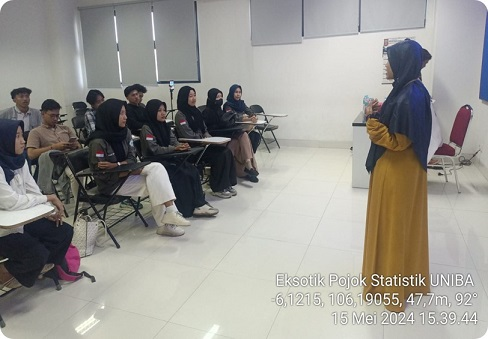 Eksotik Pojok Statistik UNIBA
-6,1215, 106,19055, 47,7m, 92°
15 Mei 2024 15.39.44